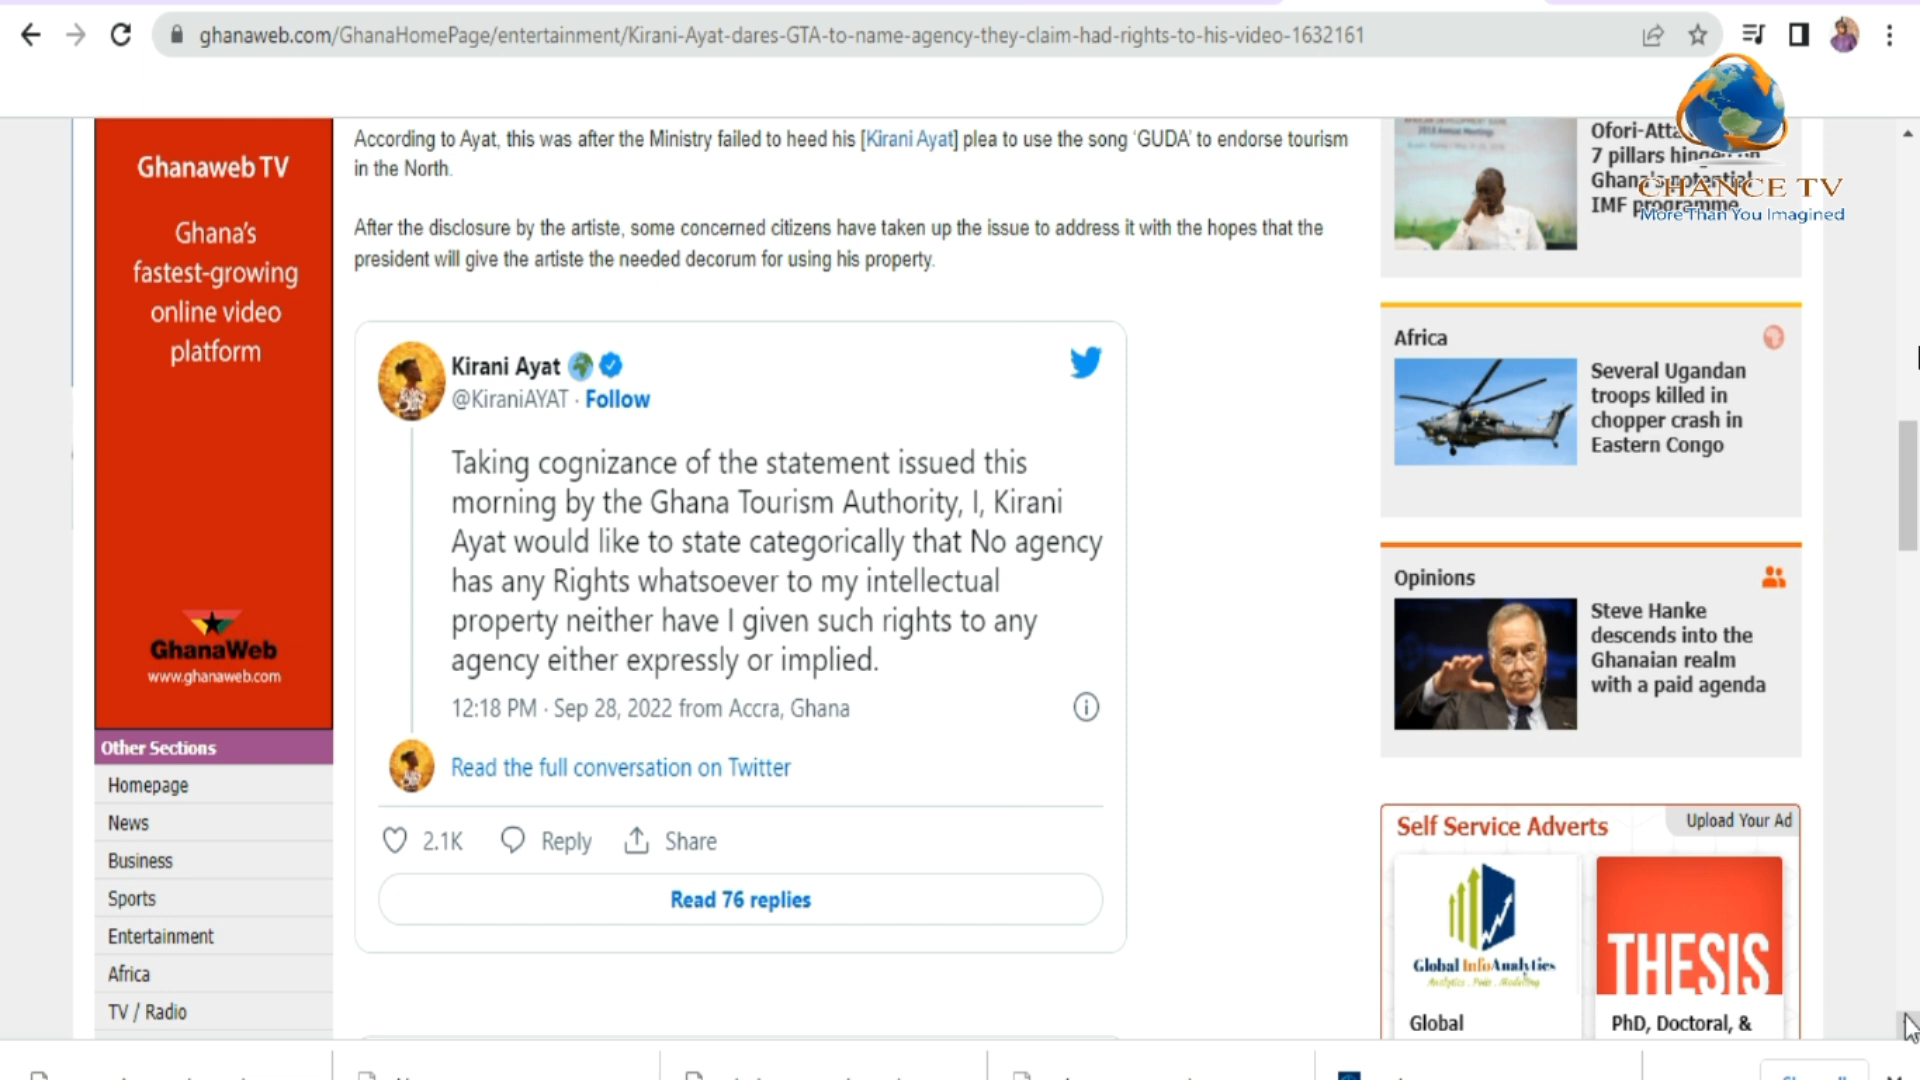 ghanaweb.com/GhanaHomePage/entertainment/Kirani-Ayat-dares-GTA-to-name-agency-they-claim-had-rights-to-his-video-1632161
CHANCE TV
More Than You Imagined
Ghanaweb TV
Ghana's
fastest-growing
online video
platform
GhanaWeb
www.ghanaweb.com
Other Sections
Homepage
News
Business
Sports
Entertainment
Africa
TV / Radio
According to Ayat, this was after the Ministry failed to heed his [Kirani Ayat] plea to use the song 'GUDA' to endorse tourism
in the North.
After the disclosure by the artiste, some concerned citizens have taken up the issue to address it with the hopes that the
president will give the artiste the needed decorum for using his property.
Kirani Ayat
@KiraniAYAT · Follow
Taking cognizance of the statement issued this
morning by the Ghana Tourism Authority, I, Kirani
Ayat would like to state categorically that No agency
has any Rights whatsoever to my intellectual
property neither have I given such rights to any
agency either expressly or implied.
12:18 PM · Sep 28, 2022 from Accra, Ghana
Read the full conversation on Twitter
2.1K Reply Share
Read 76 replies
7 pillars hinged on
Ghana's potential
IMF programme
Africa
Several Ugandan
troops killed in
chopper crash in
Eastern Congo
Opinions
Steve Hanke
descends into the
Ghanaian realm
with a paid agenda
Self Service Adverts
Upload Your Ad
Global InfoAnalytics
THESIS
Global
PhD, Doctoral, &